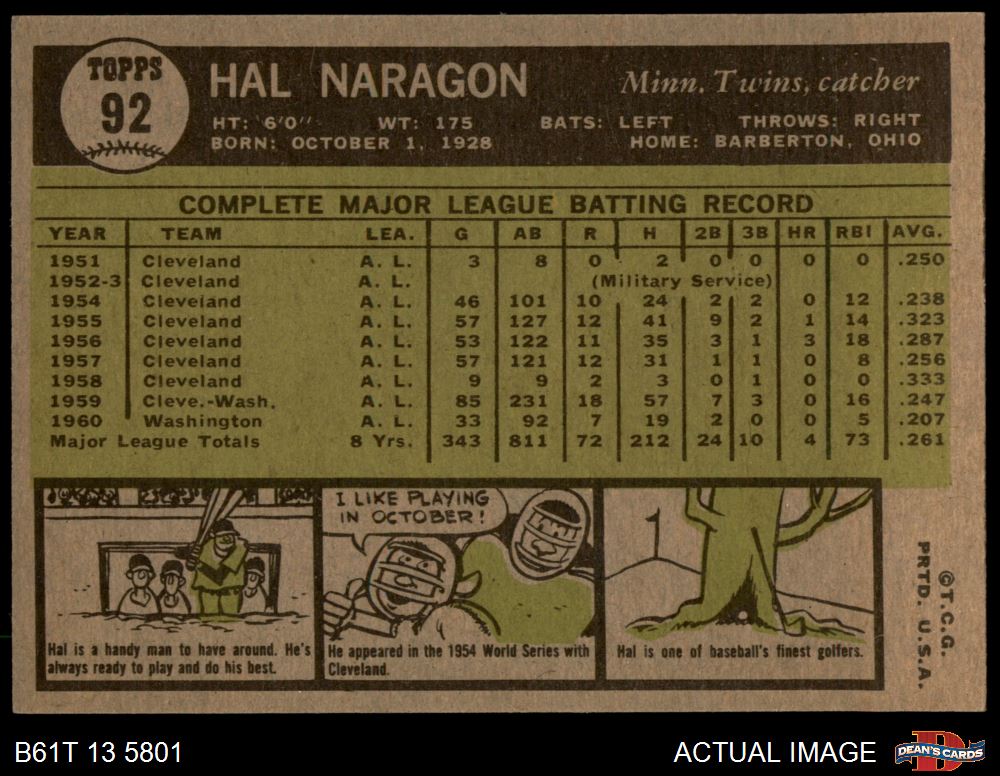 TOPPS
92
HAL NARAGON
Minn. Twins, catcher
HT: 6'0" WT: 175 BATS: LEFT THROWS: RIGHT
BORN: OCTOBER 1, 1928 HOME: BARBERTON, OHIO
COMPLETE MAJOR LEAGUE BATTING RECORD
YEAR TEAM LEA. G AB R H 2B 3B HR RBI AVG.
1951 Cleveland A. L. 3 8 0 2 0 0 0 0 .250
1952-3 Cleveland A. L. (Military Service)
1954 Cleveland A. L. 46 101 10 24 2 2 0 12 .238
1955 Cleveland A. L. 57 127 12 41 9 2 1 14 .323
1956 Cleveland A. L. 53 122 11 35 3 1 3 18 .287
1957 Cleveland A. L. 57 121 12 31 1 1 0 8 .256
1958 Cleveland A. L. 9 9 2 3 0 1 0 0 .333
1959 Cleve.-Wash. A. L. 85 231 18 57 7 3 0 16 .247
1960 Washington A. L. 33 92 7 19 2 0 0 5 .207
Major League Totals 8 Yrs. 343 811 72 212 24 10 4 73 .261
Hal is a handy man to have around. He's
always ready to play and do his best.
I LIKE PLAYING
IN OCTOBER!
He appeared in the 1954 World Series with
Cleveland.
Hal is one of baseball's finest golfers.
©T.C.G.
PRTD. U.S.A.
B61T 13 5801
ACTUAL IMAGE
D
DEAN'S CARDS